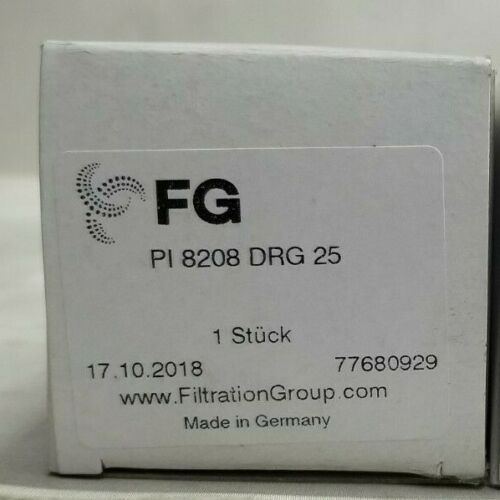 FG
PI 8208 DRG 25
1 Stück
17.10.2018 77680929
www.FiltrationGroup.com
Made in Germany